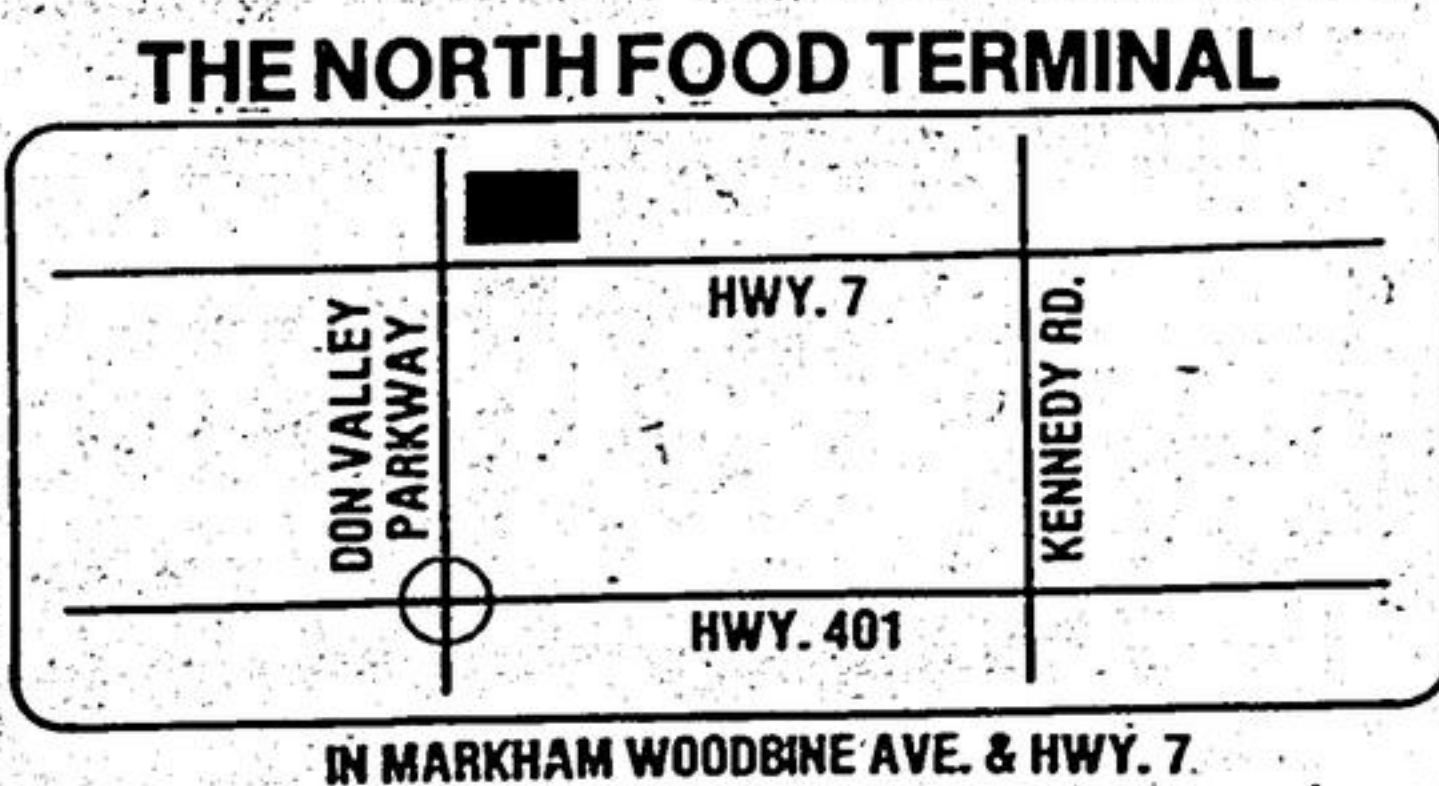 THE NORTH FOOD TERMINAL
HWY. 7
DON VALLEY
PARKWAY
KENNEDY RD.
HWY. 401
IN MARKHAM WOODBINE AVE. & HWY. 7